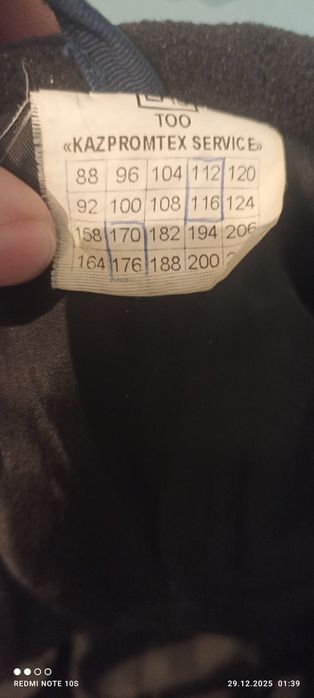 ТОО
«KAZPROMTEX SERVICE»
88 96 104 112 120
92 100 108 116 124
158 170 182 194 206
164 176 188 200
REDMI NOTE 10S
29.12.2025 01:39